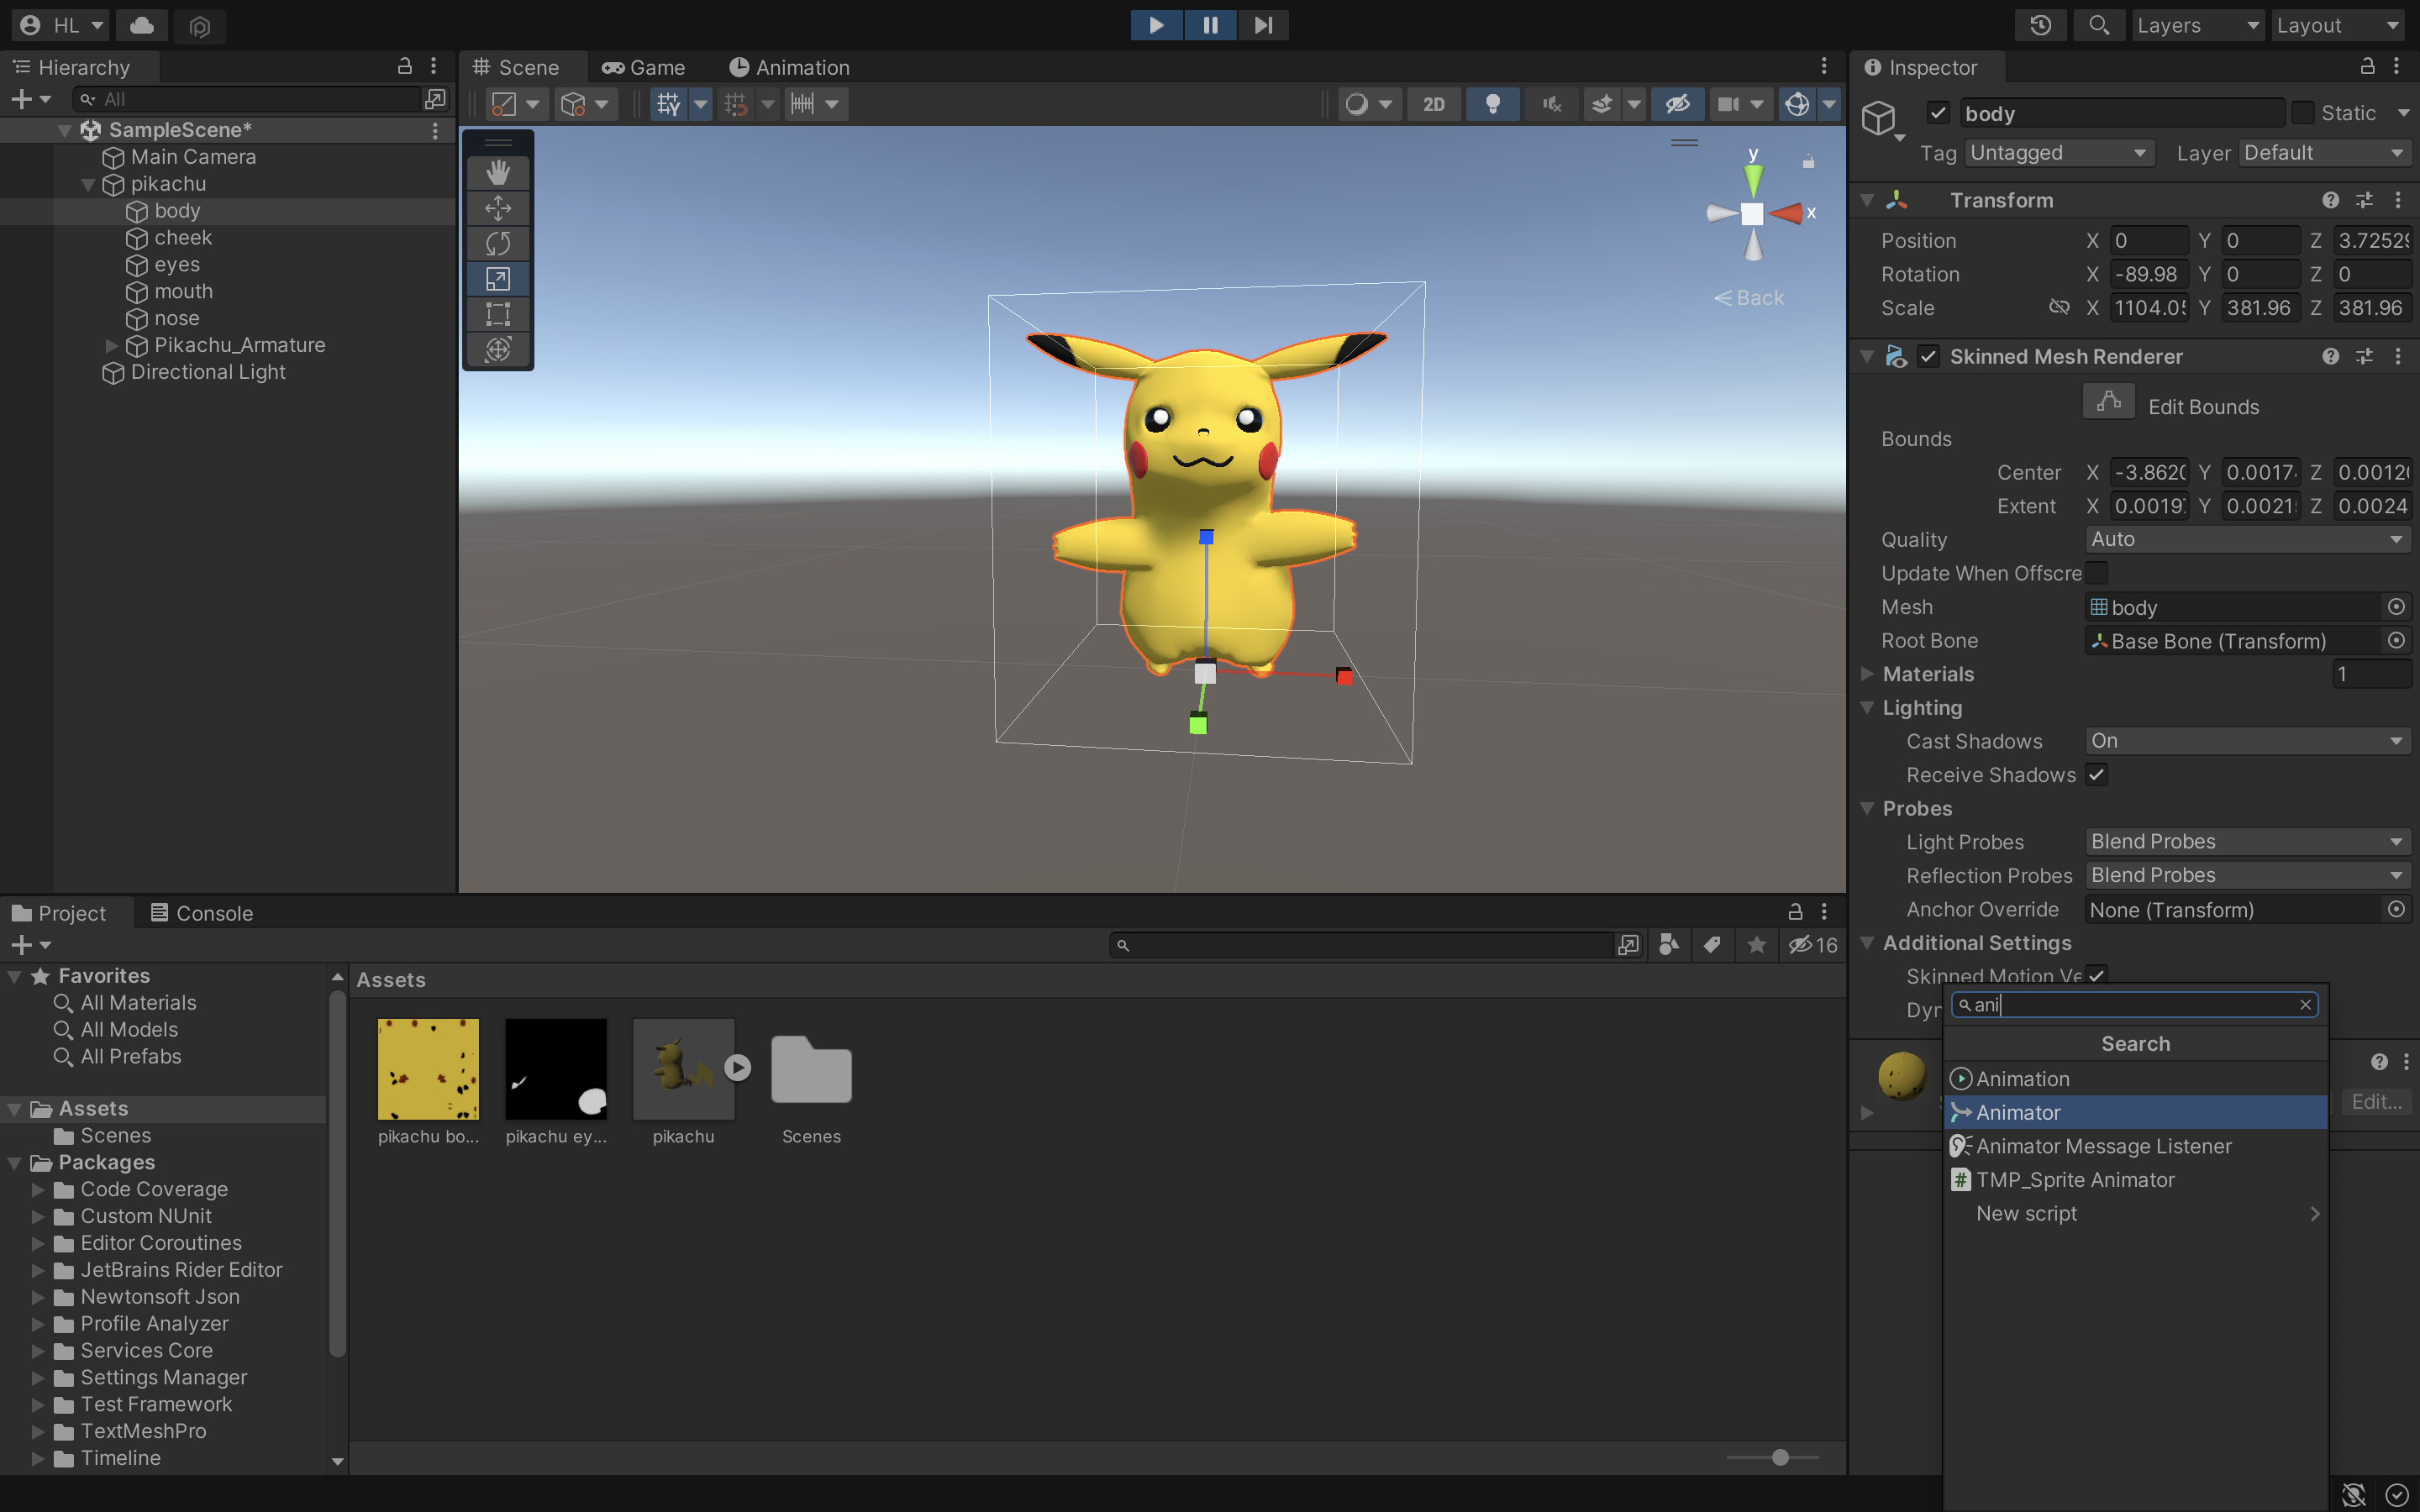 HL
Layers
Layout
Hierarchy
All
SampleScene*
Main Camera
pikachu
body
cheek
eyes
mouth
nose
Pikachu_Armature
Directional Light
Scene
Game
Animation
2D
y
x
Back
Inspector
body
Static
Tag Untagged Layer Default
Transform
Position X 0 Y 0 Z 3.7252
Rotation X -89.98 Y 0 Z 0
Scale X 1104.0 Y 381.96 Z 381.96
Skinned Mesh Renderer
Edit Bounds
Bounds
Center X -3.862 Y 0.0017 Z 0.0012
Extent X 0.0019 Y 0.0021 Z 0.0024
Quality Auto
Update When Offscre
Mesh body
Root Bone Base Bone (Transform)
Materials 1
Lighting
Cast Shadows On
Receive Shadows
Probes
Light Probes Blend Probes
Reflection Probes Blend Probes
Anchor Override None (Transform)
Additional Settings
Skinned Motion Ve
Dyn
Edit...
ani
Search
Animation
Animator
Animator Message Listener
TMP_Sprite Animator
New script
Project
Console
16
Favorites
All Materials
All Models
All Prefabs
Assets
Scenes
Packages
Code Coverage
Custom NUnit
Editor Coroutines
JetBrains Rider Editor
Newtonsoft Json
Profile Analyzer
Services Core
Settings Manager
Test Framework
TextMeshPro
Timeline
Assets
pikachu bo...
pikachu ey...
pikachu
Scenes